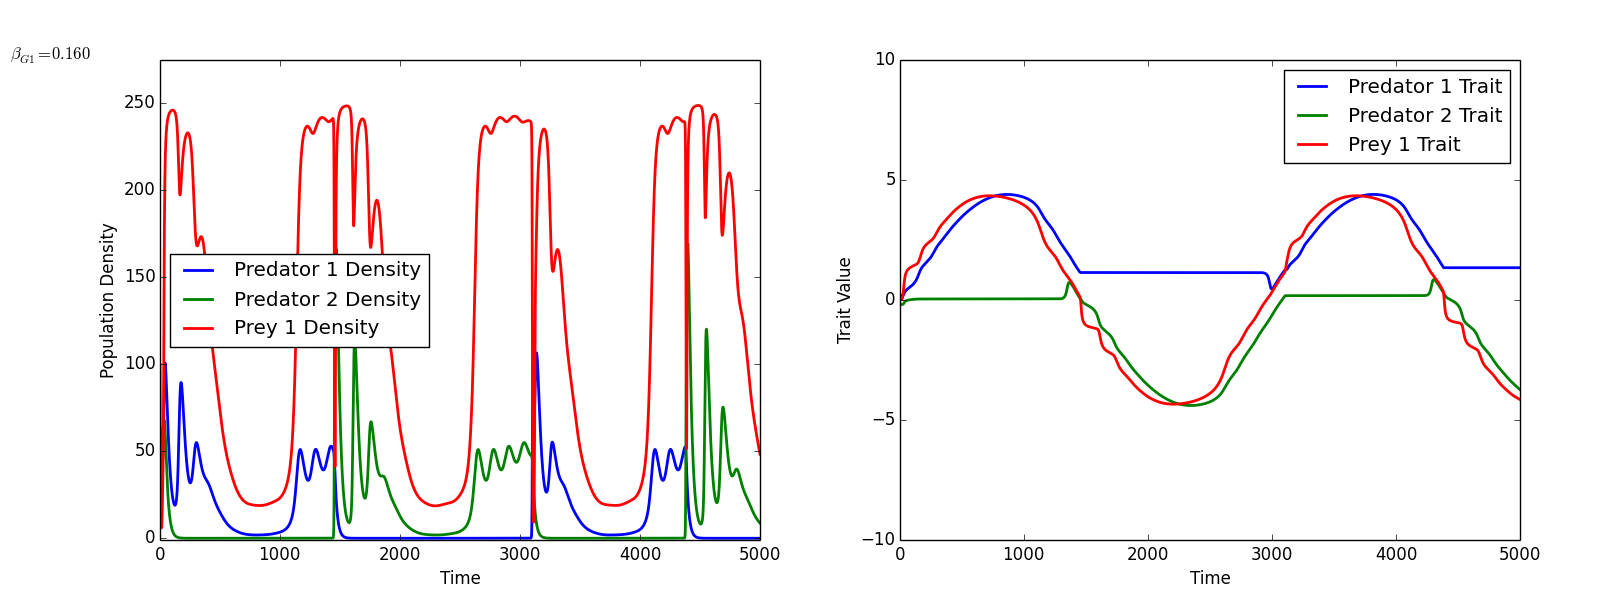 β_{G1}=0.160
Population Density
250
200
150
100
50
0
Predator 1 Density
Predator 2 Density
Prey 1 Density
0 1000 2000 3000 4000 5000
Time
Trait Value
10
5
0
−5
−10
Predator 1 Trait
Predator 2 Trait
Prey 1 Trait
0 1000 2000 3000 4000 5000
Time